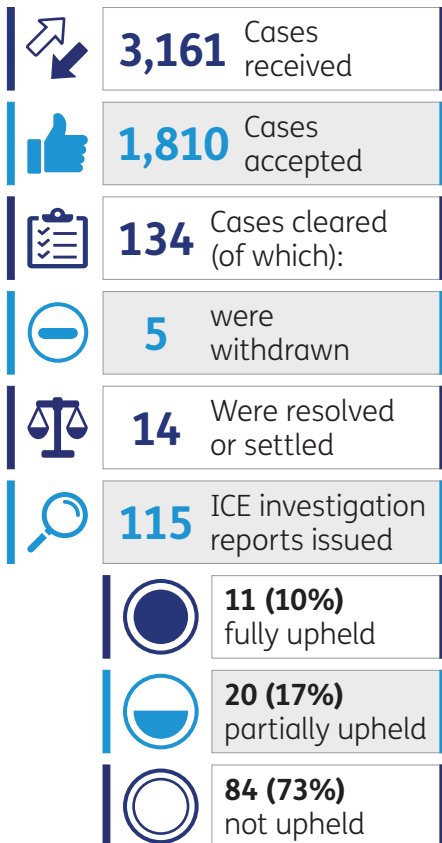 3,161 Cases
received
1,810 Cases
accepted
134 Cases cleared
(of which):
5 were
withdrawn
14 Were resolved
or settled
115 ICE investigation
reports issued
11 (10%)
fully upheld
20 (17%)
partially upheld
84 (73%)
not upheld